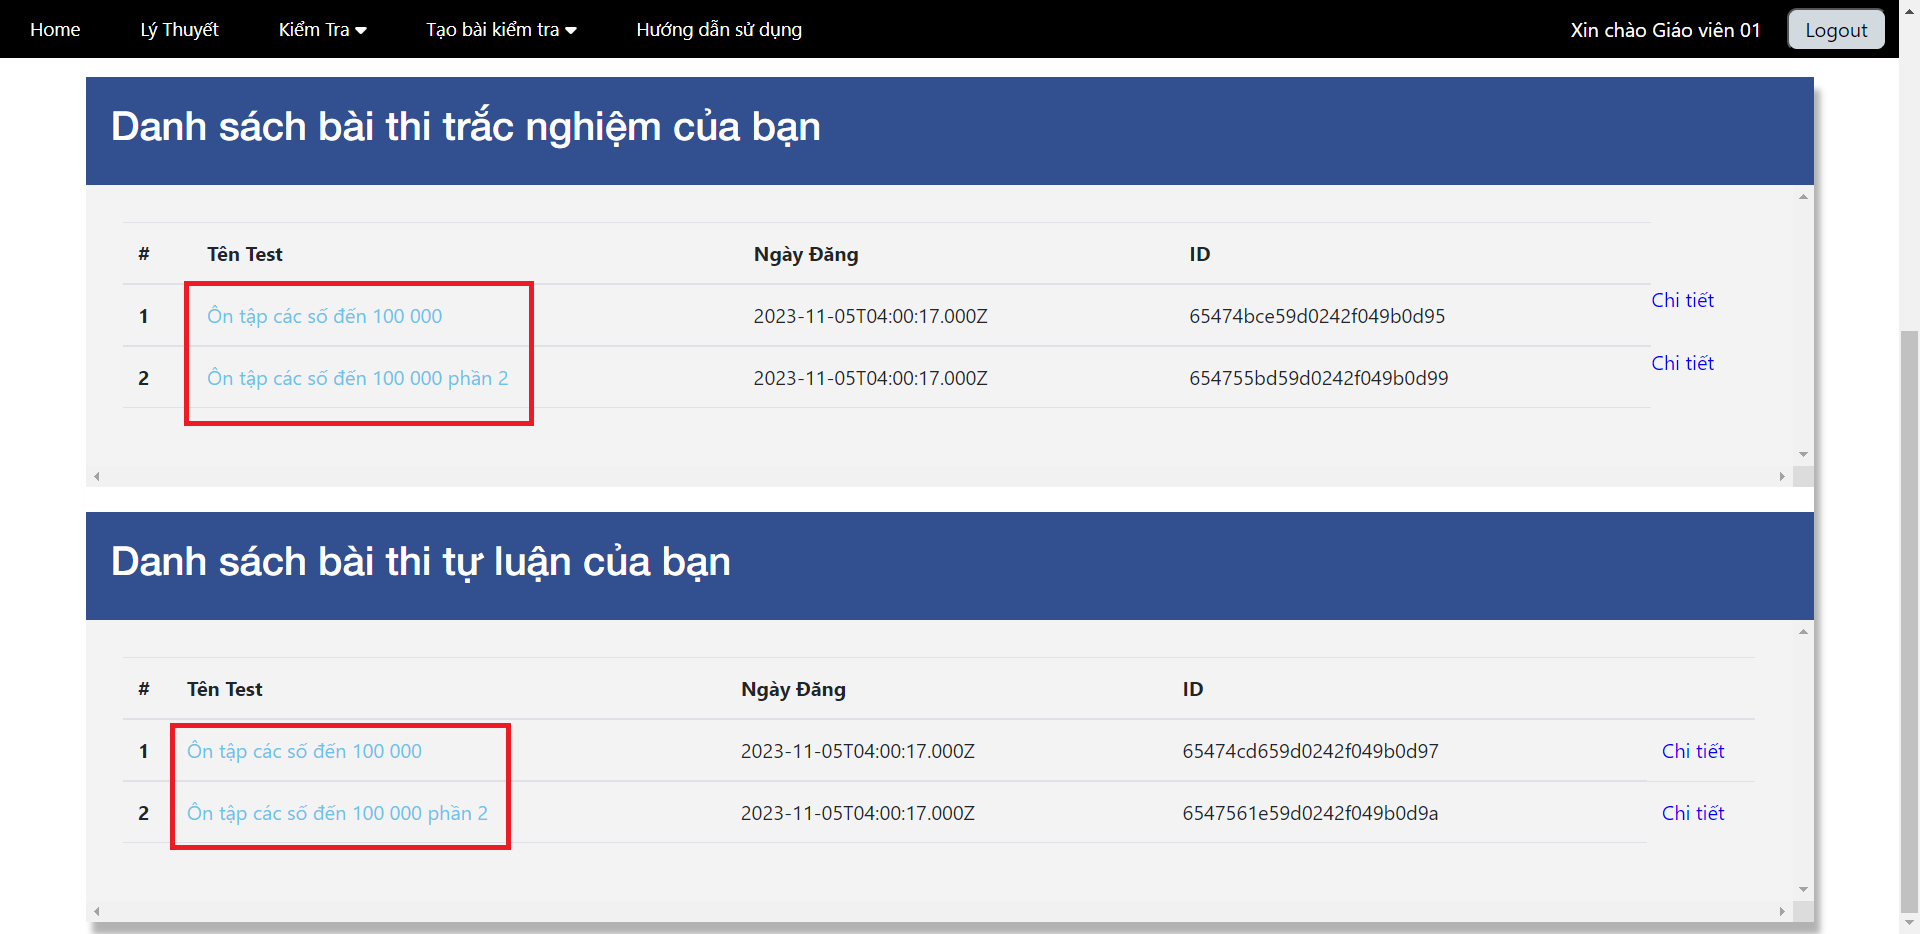 Home Lý Thuyết Kiểm Tra Tạo bài kiểm tra Hướng dẫn sử dụng Xin chào Giáo viên 01 Logout
Danh sách bài thi trắc nghiệm của bạn
# Tên Test Ngày Đăng ID
1 Ôn tập các số đến 100 000 2023-11-05T04:00:17.000Z 65474bce59d0242f049b0d95 Chi tiết
2 Ôn tập các số đến 100 000 phần 2 2023-11-05T04:00:17.000Z 654755bd59d0242f049b0d99 Chi tiết
Danh sách bài thi tự luận của bạn
# Tên Test Ngày Đăng ID
1 Ôn tập các số đến 100 000 2023-11-05T04:00:17.000Z 65474cd659d0242f049b0d97 Chi tiết
2 Ôn tập các số đến 100 000 phần 2 2023-11-05T04:00:17.000Z 6547561e59d0242f049b0d9a Chi tiết